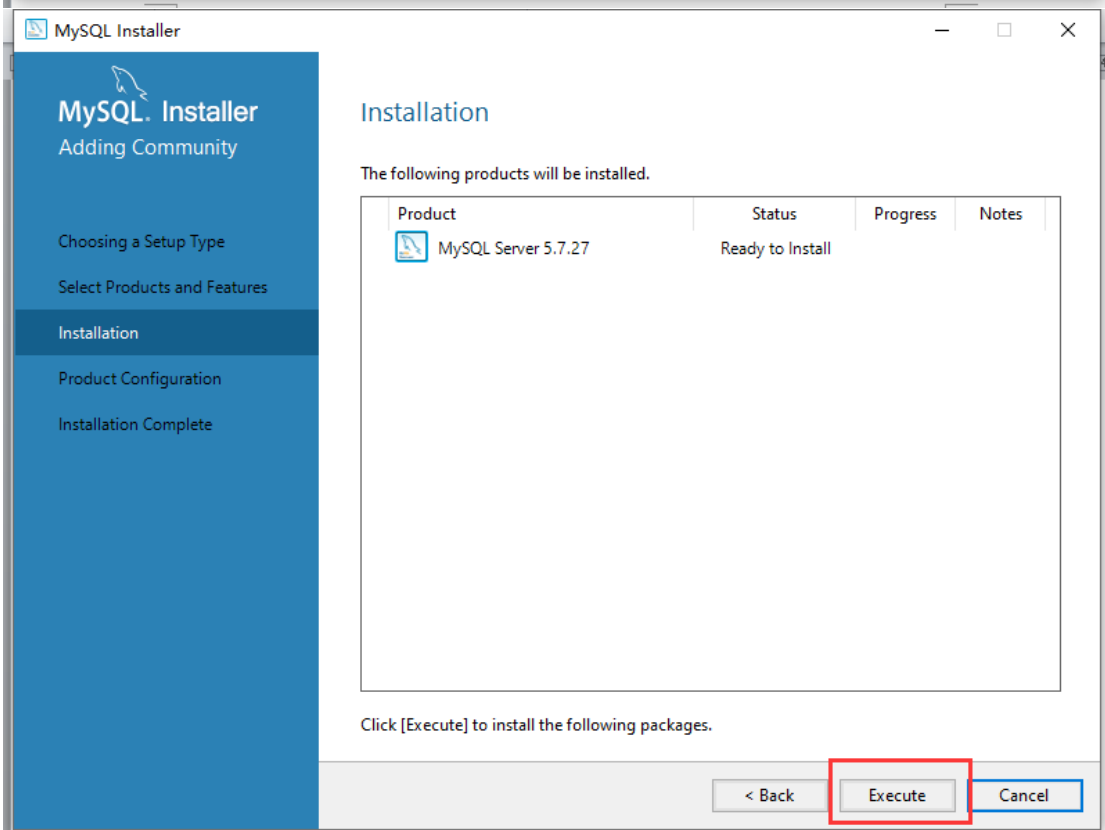 MySQL Installer
MySQL. Installer
Adding Community
Choosing a Setup Type
Select Products and Features
Installation
Product Configuration
Installation Complete
Installation
The following products will be installed.
Product Status Progress Notes
MySQL Server 5.7.27 Ready to Install
Click [Execute] to install the following packages.
< Back Execute Cancel